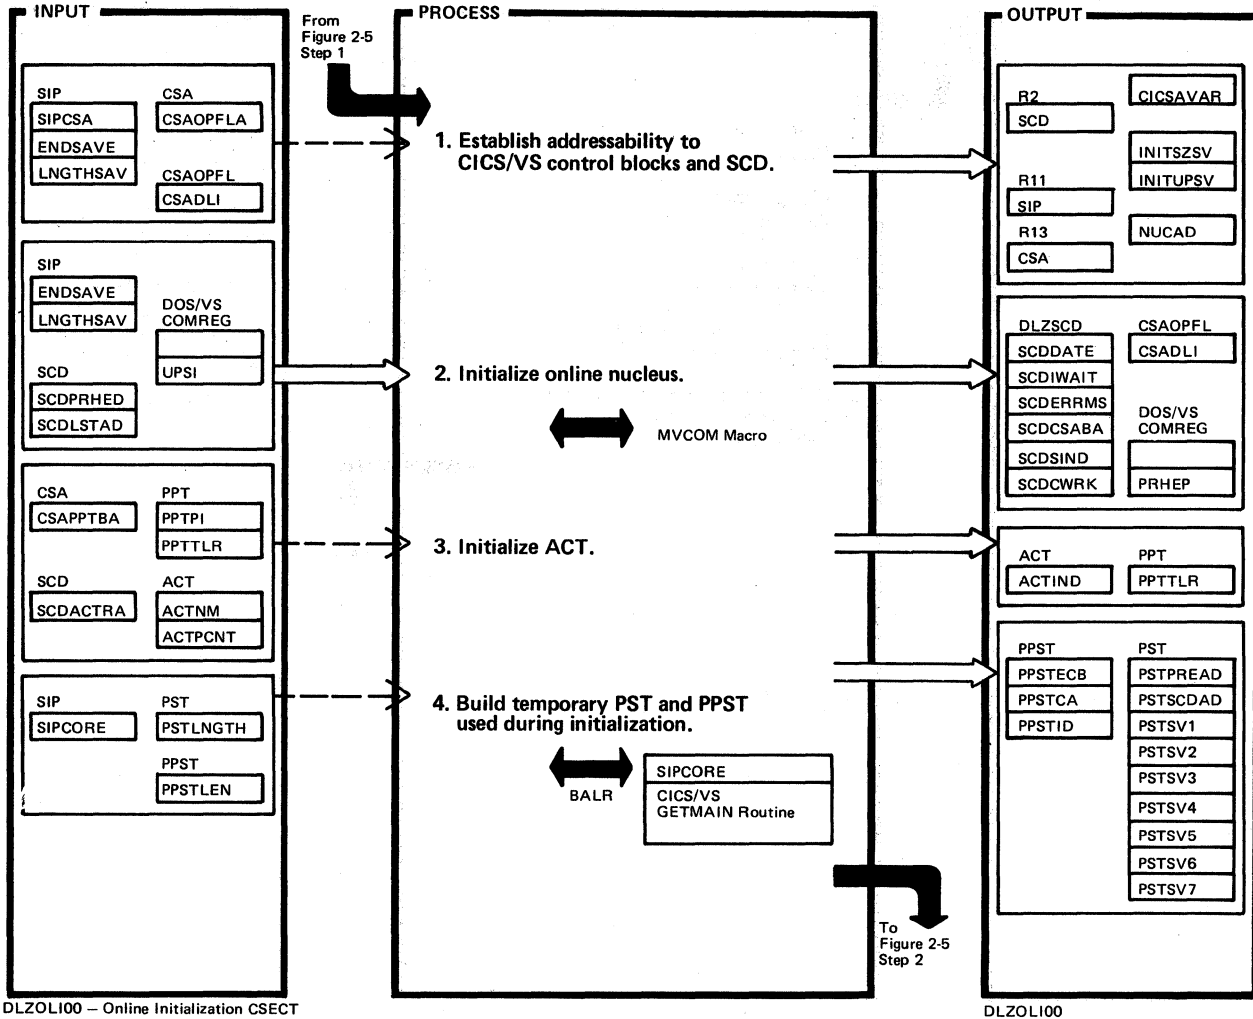 INPUT
From
Figure 2-5
Step 1
PROCESS
OUTPUT
SIP
SIPCSA
ENDSAVE
LNGTHSAV
CSA
CSAOPFLA
CSAOPFL
CSADLI
1. Establish addressability to
CICS/VS control blocks and SCD.
R2
SCD
R11
SIP
R13
CSA
CICSAVAR
INITSZSV
INITUPSV
NUCAD
SIP
ENDSAVE
LNGTHSAV
SCD
SCDPRHED
SCDLSTAD
DOS/VS
COMREG
UPSI
2. Initialize online nucleus.
MVCOM Macro
DLZSCD
SCDDATE
SCDIWAIT
SCDERRMS
SCDCSABA
SCDSIND
SCDCWRK
CSAOPFL
CSADLI
DOS/VS
COMREG
PRHEP
CSA
CSAPPTBA
SCD
SCDACTRA
PPT
PPTPI
PPTTLR
ACT
ACTNM
ACTPCNT
3. Initialize ACT.
ACT
ACTIND
PPT
PPTTLR
SIP
SIPCORE
PST
PSTLNGTH
PPST
PPSTLEN
4. Build temporary PST and PPST
used during initialization.
BALR
SIPCORE
CICS/VS
GETMAIN Routine
PPST
PPSTECB
PPSTCA
PPSTID
PST
PSTPREAD
PSTSCDAD
PSTSV1
PSTSV2
PSTSV3
PSTSV4
PSTSV5
PSTSV6
PSTSV7
To
Figure 2-5
Step 2
DLZOLI00 — Online Initialization CSECT
DLZOLI00